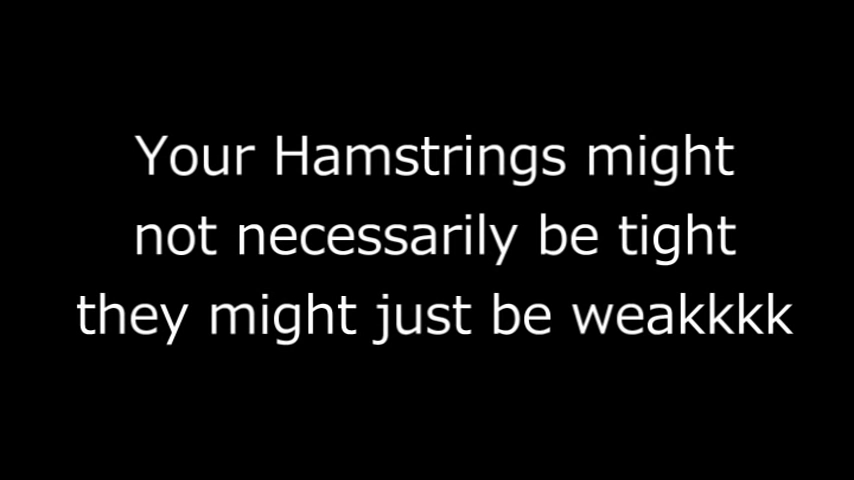 Your Hamstrings might
not necessarily be tight
they might just be weakkkk